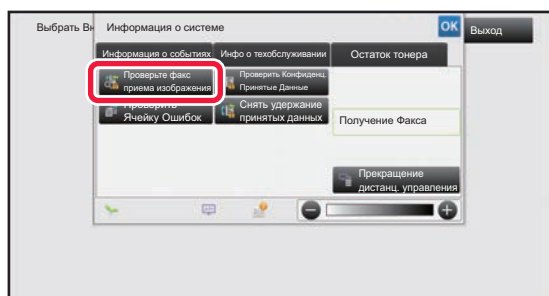 Выбрать Вн
Информация о системе
OK
Выход
Информация о событиях
Инфо о техобслуживании
Остаток тонера
Проверьте факс
приема изображения
Проверить Конфиденц.
Принятые Данные
Проверить
Ячейку Ошибок
Снять удержание
принятых данных
Получение Факса
Прекращение
дистанц. управления